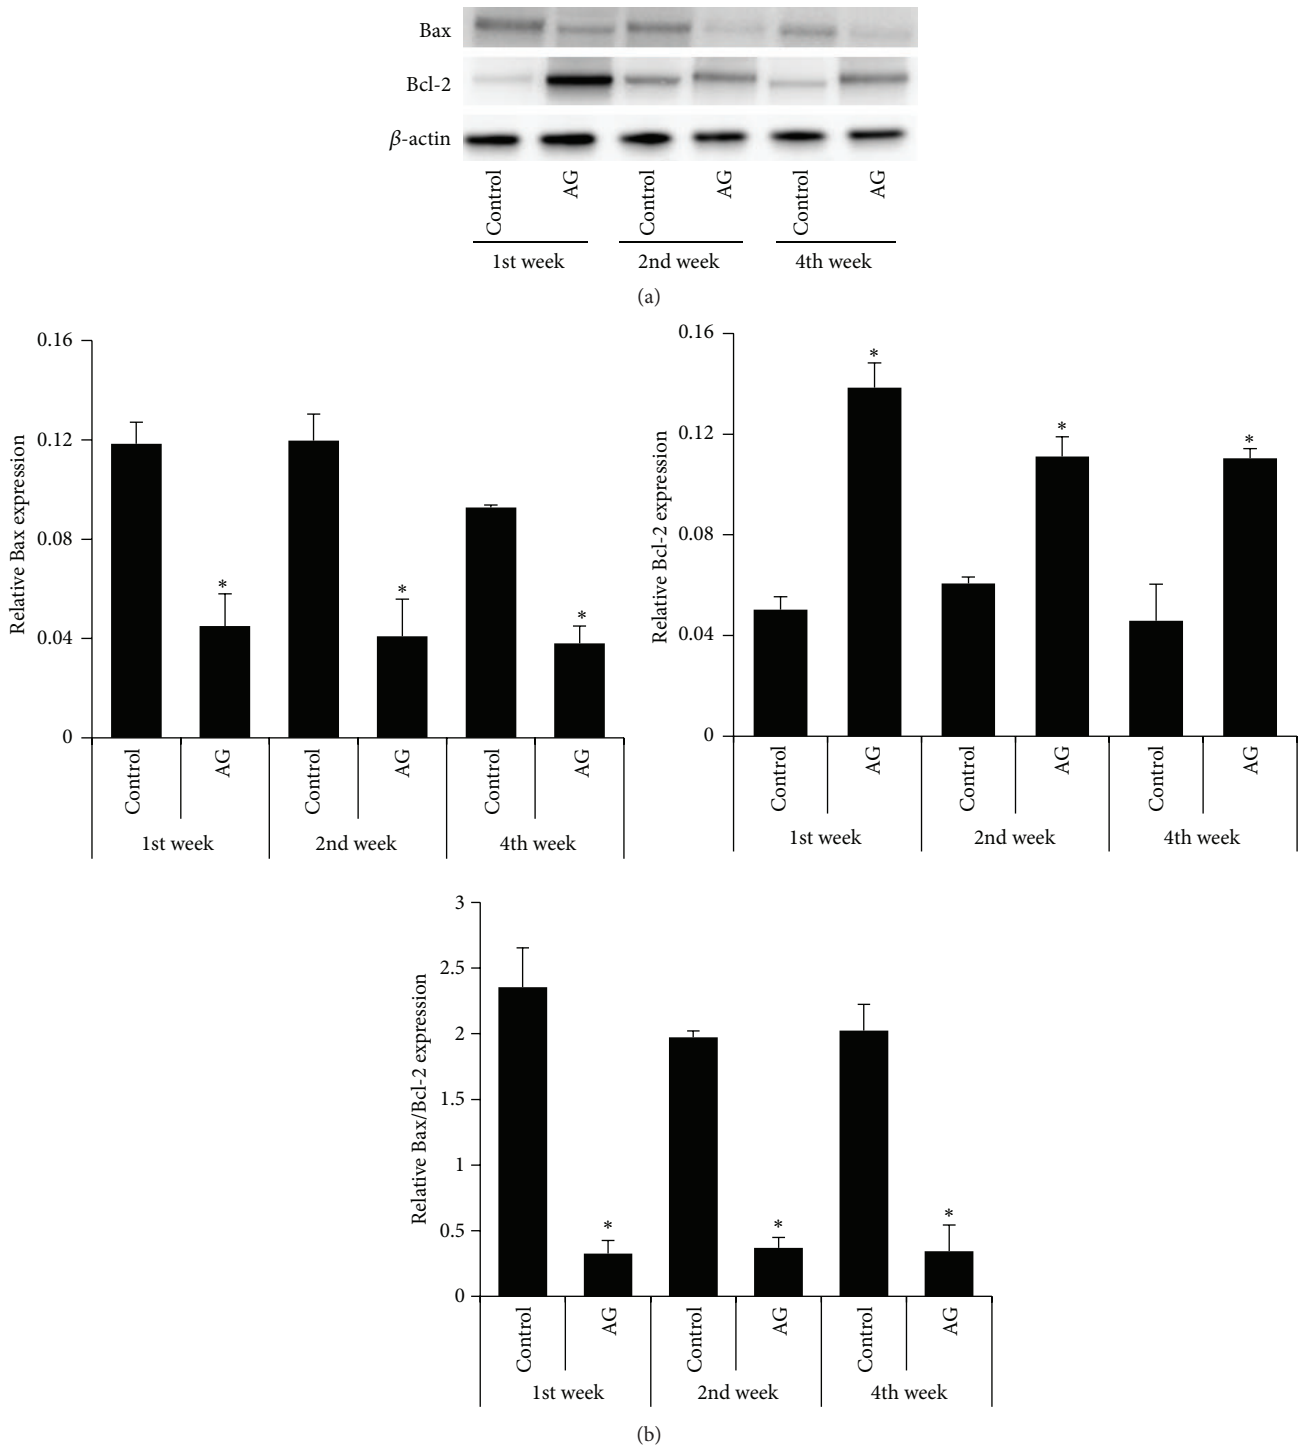 Bax
Bcl-2
β-actin
Control AG Control AG Control AG
1st week 2nd week 4th week
(a)
Relative Bax expression
0.16
0.12
0.08
0.04
0
* * *
Control AG Control AG Control AG
1st week 2nd week 4th week
Relative Bcl-2 expression
0.16
0.12
0.08
0.04
0
* * *
Control AG Control AG Control AG
1st week 2nd week 4th week
Relative Bax/Bcl-2 expression
3
2.5
2
1.5
1
0.5
0
* * *
Control AG Control AG Control AG
1st week 2nd week 4th week
(b)